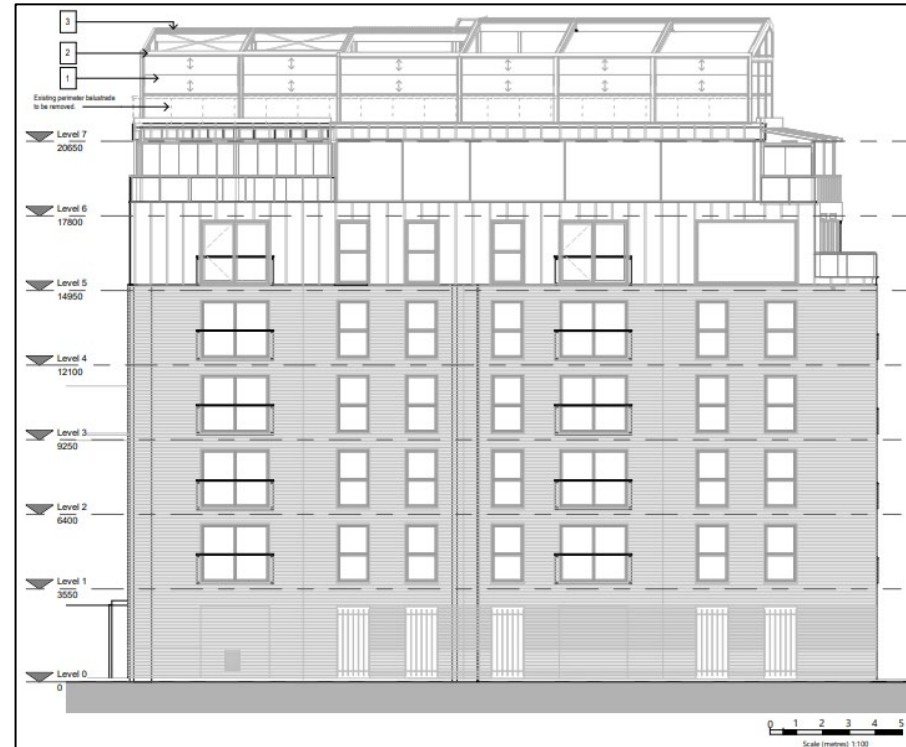 3
2
1
Existing perimeter balustrade
to be removed.
Level 7
20650
Level 6
17800
Level 5
14950
Level 4
12100
Level 3
9250
Level 2
6400
Level 1
3550
Level 0
0
0 1 2 3 4 5
Scale (metres) 1:100